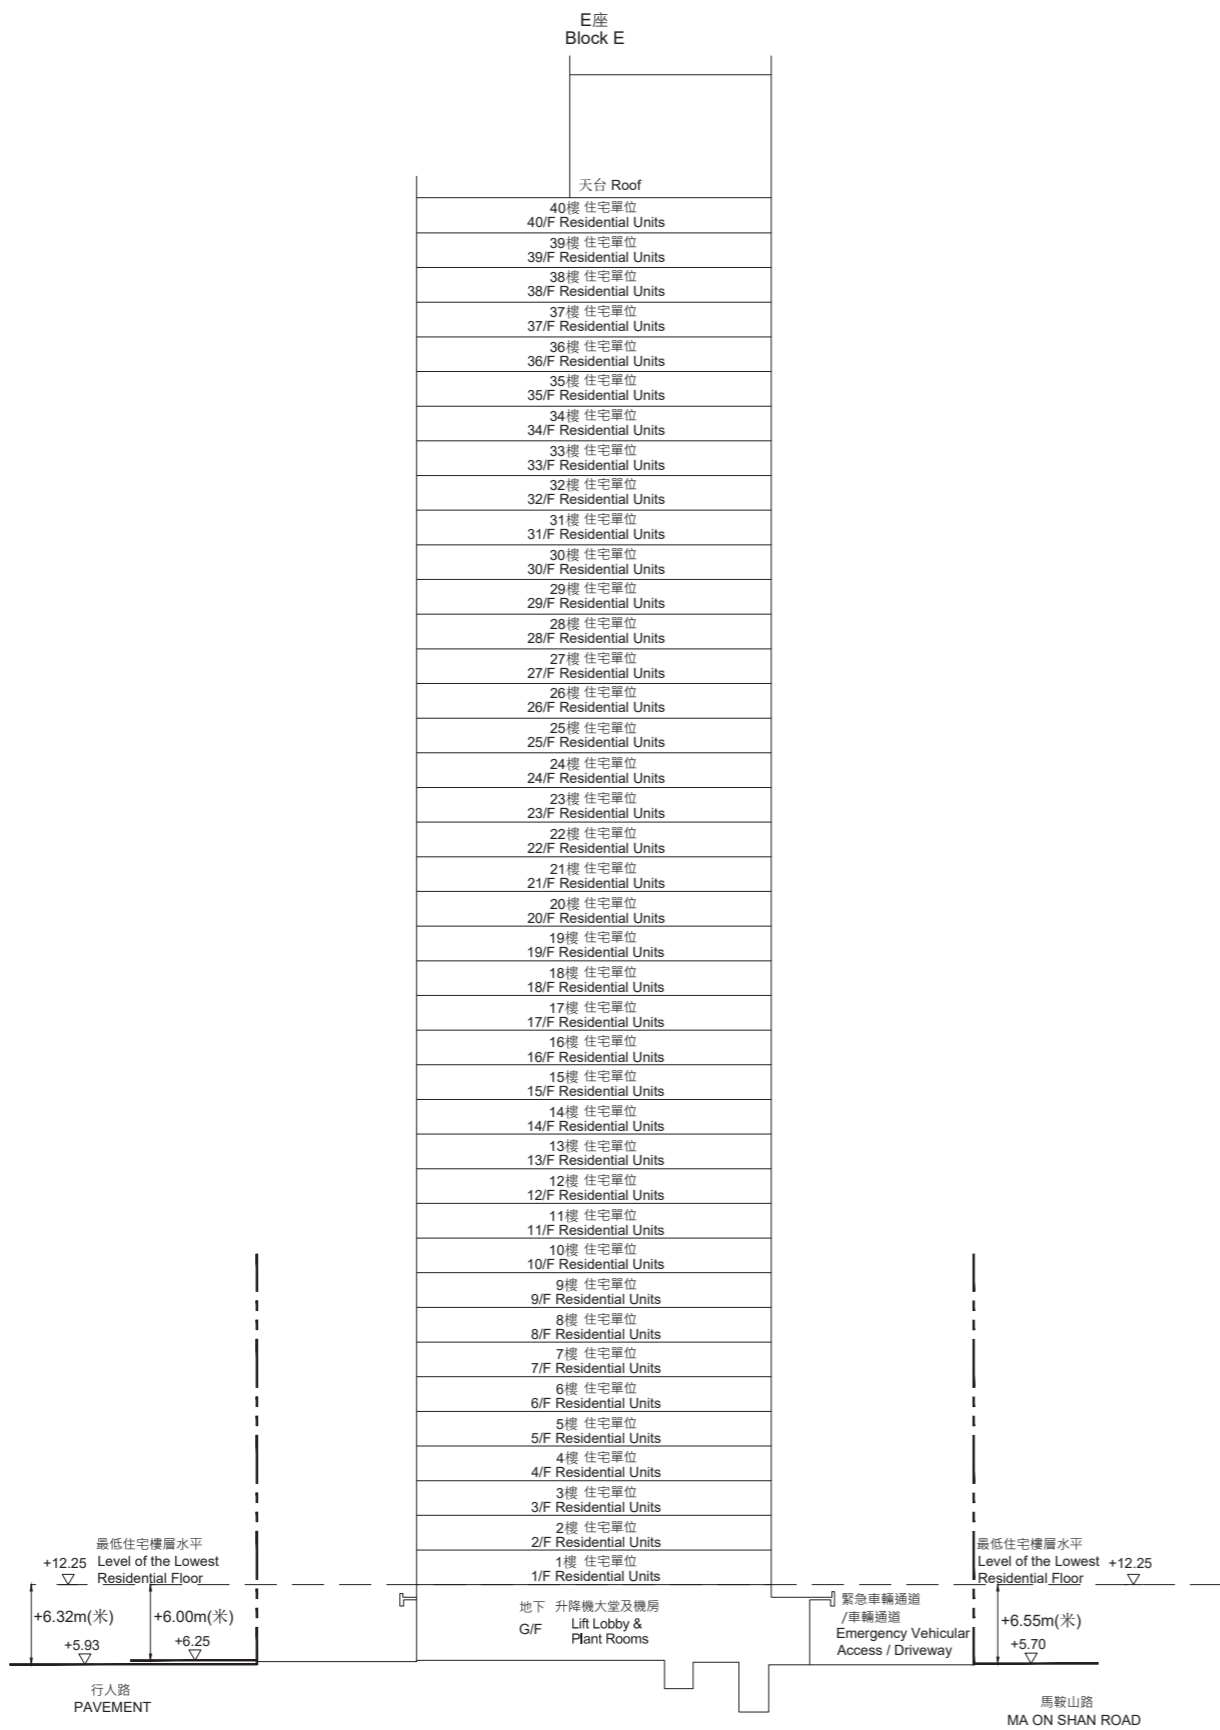 E座
Block E
天台 Roof
40樓 住宅單位
40/F Residential Units
39樓 住宅單位
39/F Residential Units
38樓 住宅單位
38/F Residential Units
37樓 住宅單位
37/F Residential Units
36樓 住宅單位
36/F Residential Units
35樓 住宅單位
35/F Residential Units
34樓 住宅單位
34/F Residential Units
33樓 住宅單位
33/F Residential Units
32樓 住宅單位
32/F Residential Units
31樓 住宅單位
31/F Residential Units
30樓 住宅單位
30/F Residential Units
29樓 住宅單位
29/F Residential Units
28樓 住宅單位
28/F Residential Units
27樓 住宅單位
27/F Residential Units
26樓 住宅單位
26/F Residential Units
25樓 住宅單位
25/F Residential Units
24樓 住宅單位
24/F Residential Units
23樓 住宅單位
23/F Residential Units
22樓 住宅單位
22/F Residential Units
21樓 住宅單位
21/F Residential Units
20樓 住宅單位
20/F Residential Units
19樓 住宅單位
19/F Residential Units
18樓 住宅單位
18/F Residential Units
17樓 住宅單位
17/F Residential Units
16樓 住宅單位
16/F Residential Units
15樓 住宅單位
15/F Residential Units
14樓 住宅單位
14/F Residential Units
13樓 住宅單位
13/F Residential Units
12樓 住宅單位
12/F Residential Units
11樓 住宅單位
11/F Residential Units
10樓 住宅單位
10/F Residential Units
9樓 住宅單位
9/F Residential Units
8樓 住宅單位
8/F Residential Units
7樓 住宅單位
7/F Residential Units
6樓 住宅單位
6/F Residential Units
5樓 住宅單位
5/F Residential Units
4樓 住宅單位
4/F Residential Units
3樓 住宅單位
3/F Residential Units
2樓 住宅單位
2/F Residential Units
1樓 住宅單位
1/F Residential Units
最低住宅樓層水平
+12.25 Level of the Lowest
Residential Floor
最低住宅樓層水平
Level of the Lowest +12.25
Residential Floor
+6.32m(米)
+6.00m(米)
+5.93
+6.25
地下 升降機大堂及機房
G/F Lift Lobby &
Plant Rooms
緊急車輛通道
/車輛通道
Emergency Vehicular
Access / Driveway
+6.55m(米)
+5.70
行人路
PAVEMENT
馬鞍山路
MA ON SHAN ROAD